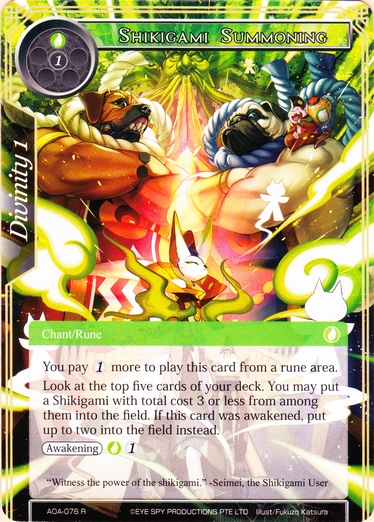 Shikigami Summoning
1
Divinity 1
Chant/Rune
You pay 1 more to play this card from a rune area.
Look at the top five cards of your deck. You may put
a Shikigami with total cost 3 or less from among
them into the field. If this card was awakened, put
up to two into the field instead.
Awakening 1
"Witness the power of the shikigami." -Seimei, the Shikigami User
AOA-076 R ©EYE SPY PRODUCTIONS PTE LTD Illust/Fukuzo Katsura